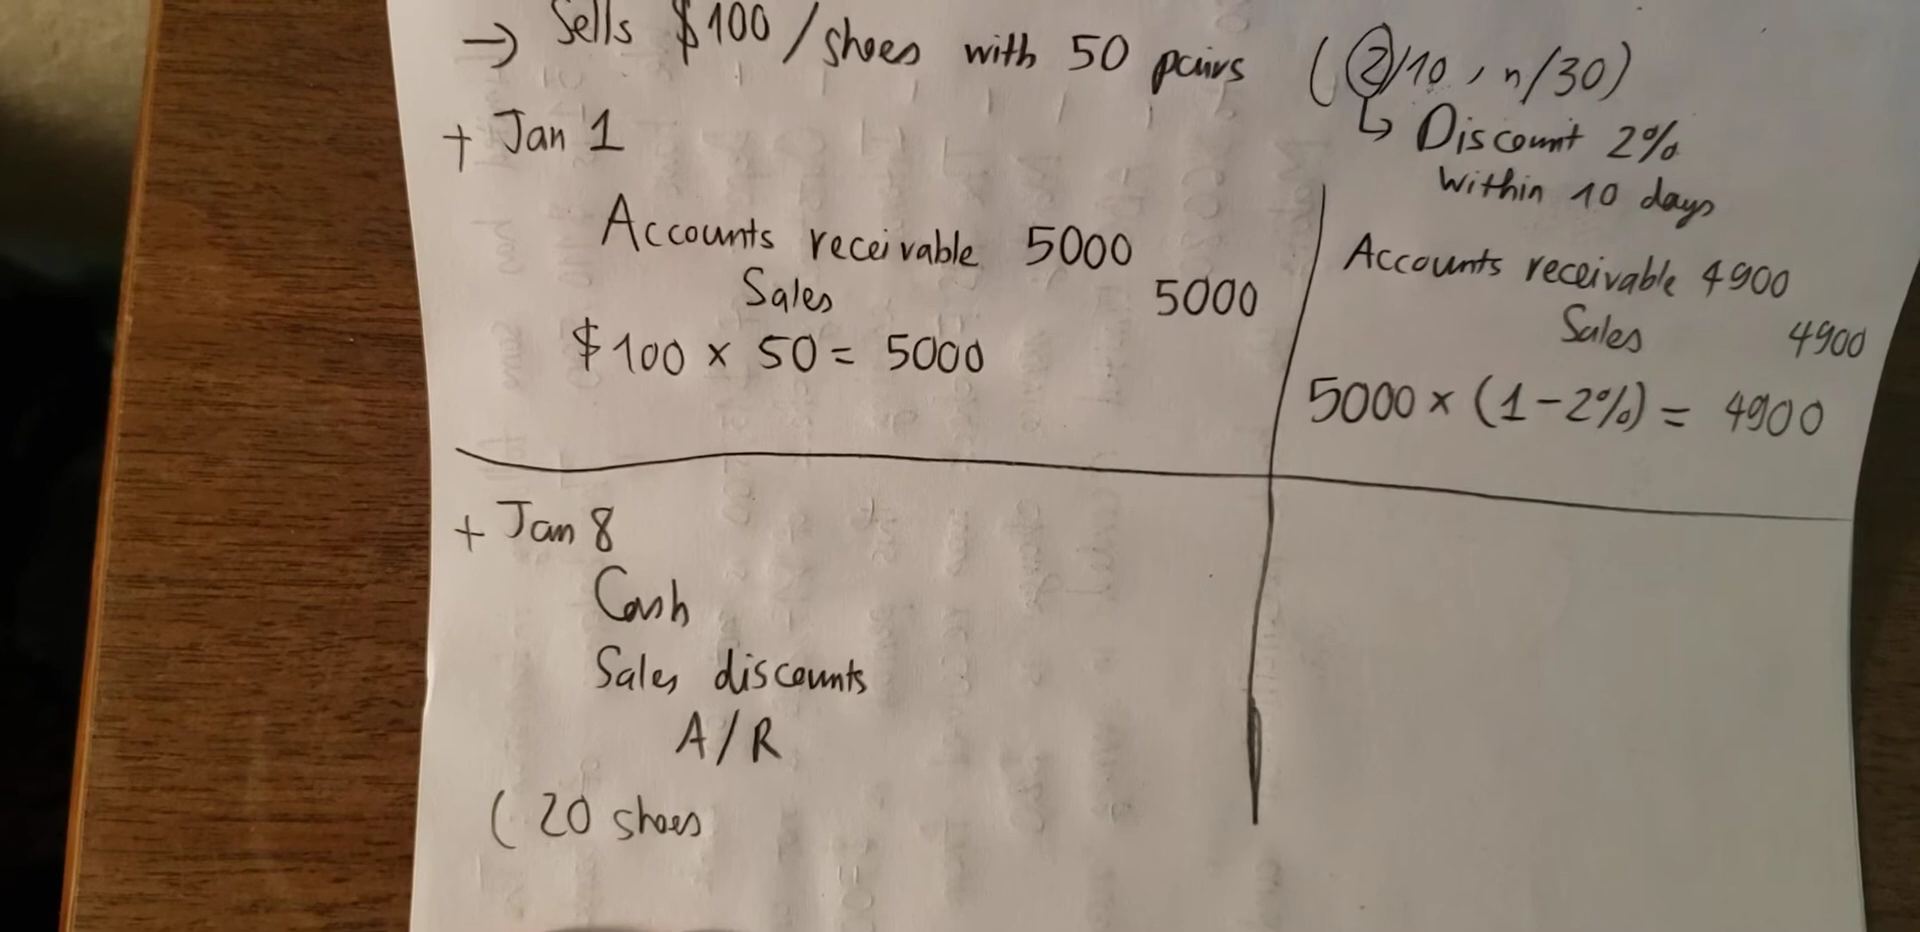 → Sells $100/shoes with 50 pairs (2/10, n/30)
↳ Discount 2%
within 10 days
+ Jan 1
Accounts receivable 5000
Sales 5000
$100 × 50 = 5000
Accounts receivable 4900
Sales 4900
5000 × (1-2%) = 4900
+ Jan 8
Cash
Sales discounts
A/R
( 20 shoes